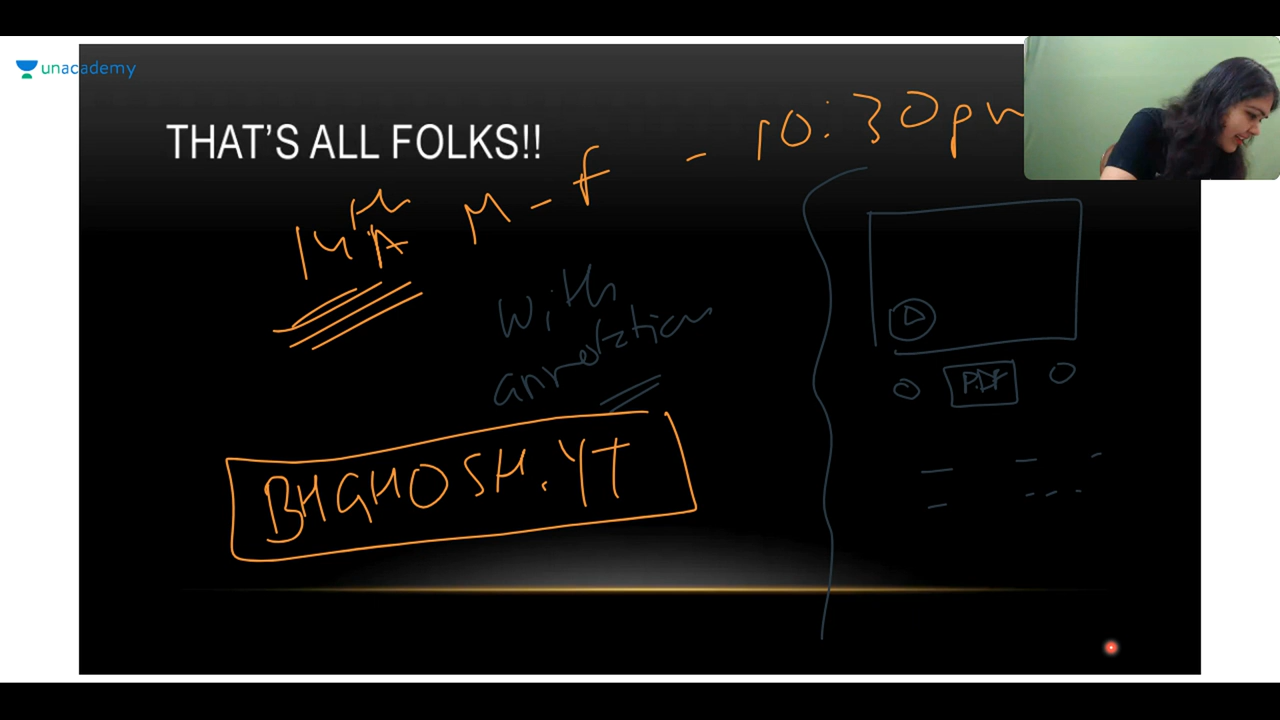 unacademy
THAT'S ALL FOLKS!!
14th A M-F - 10:30pm
with
annotation
PDF
BHGHOSH.YT